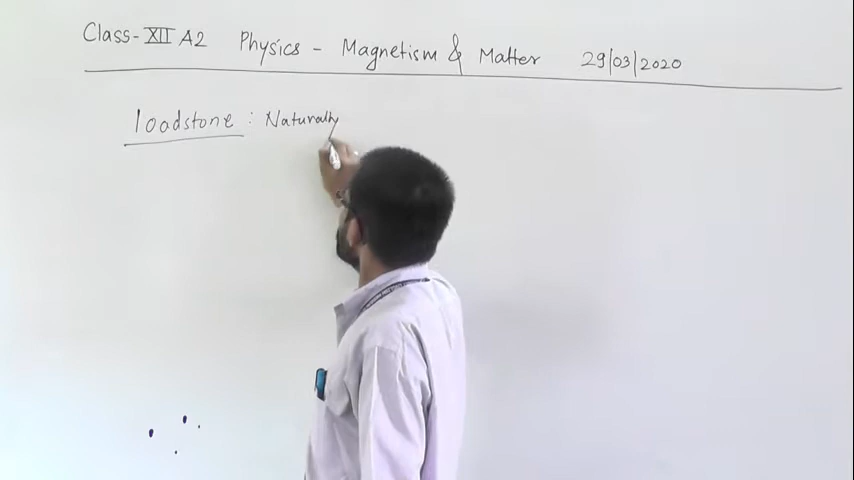 Class-XII A2 Physics - Magnetism & Matter 29/03/2020
loadstone : Naturally